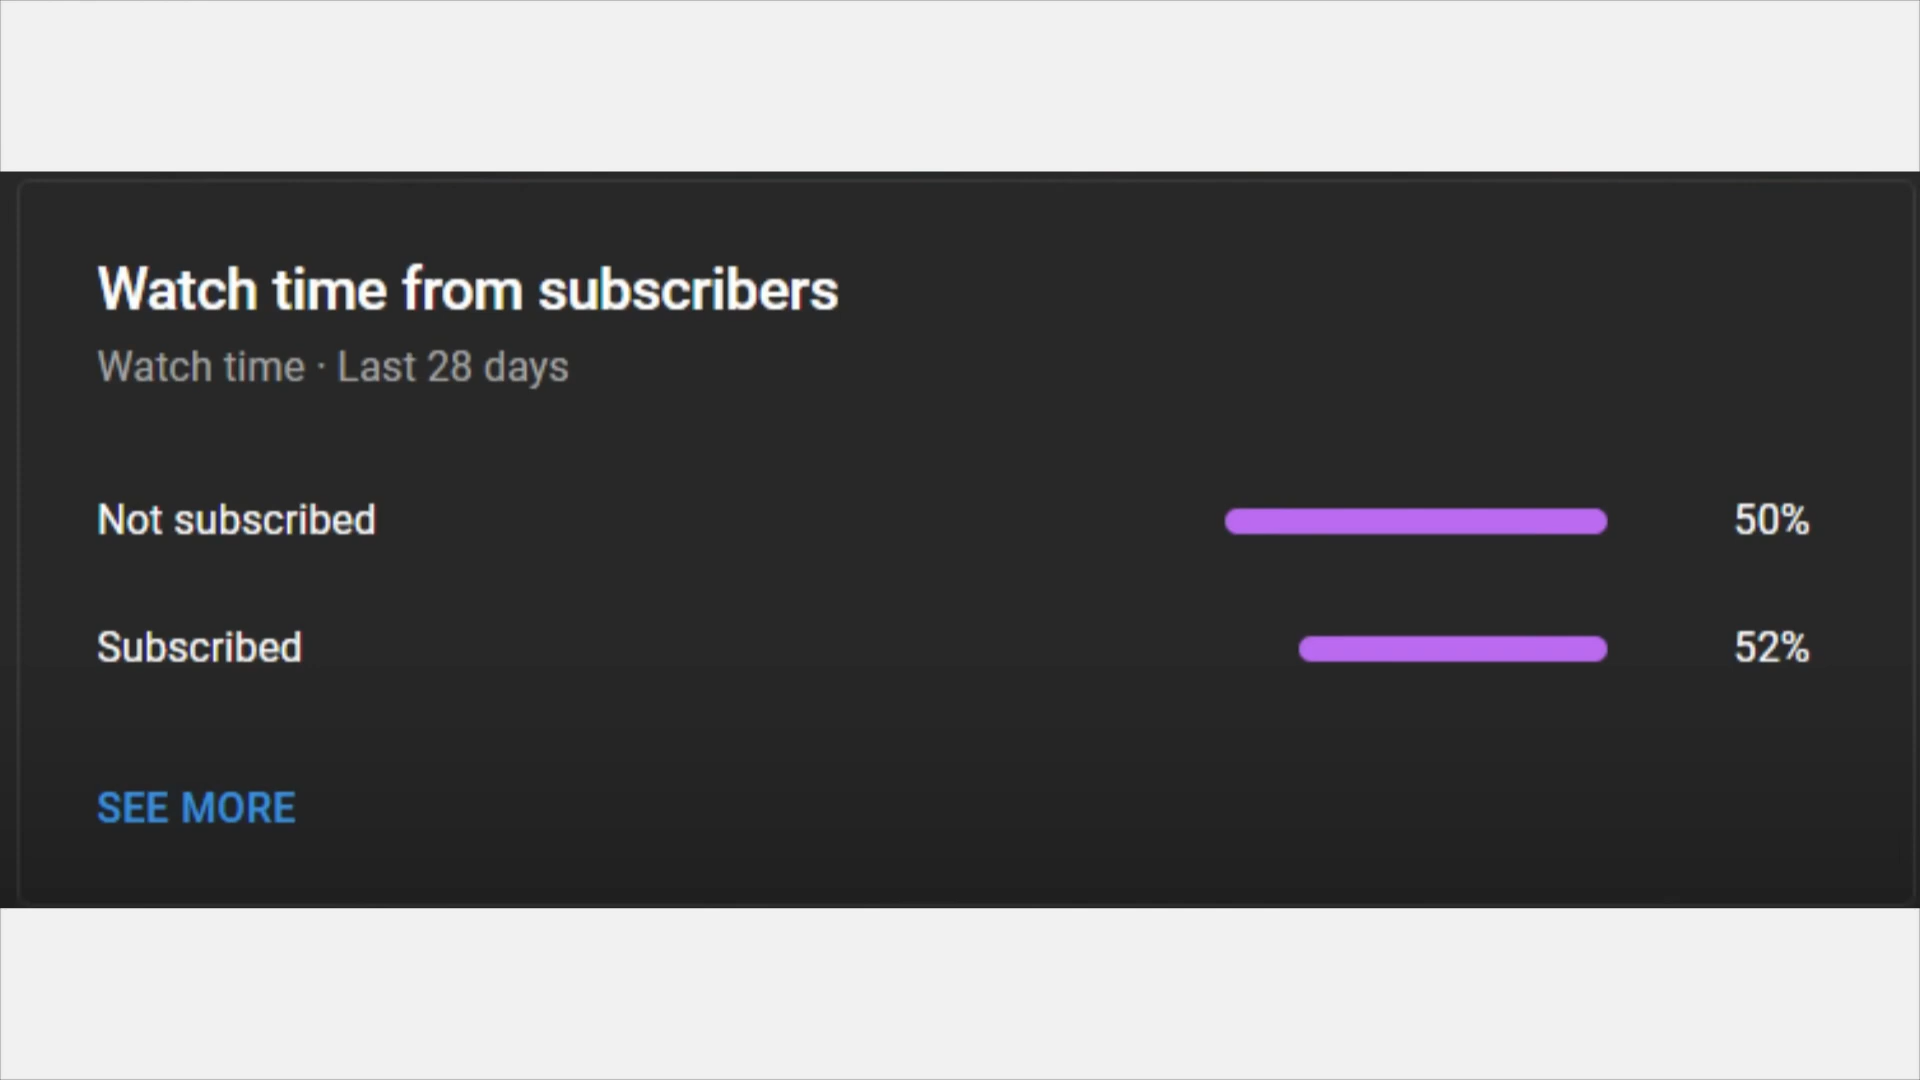 Watch time from subscribers
Watch time · Last 28 days
Not subscribed 50%
Subscribed 52%
SEE MORE